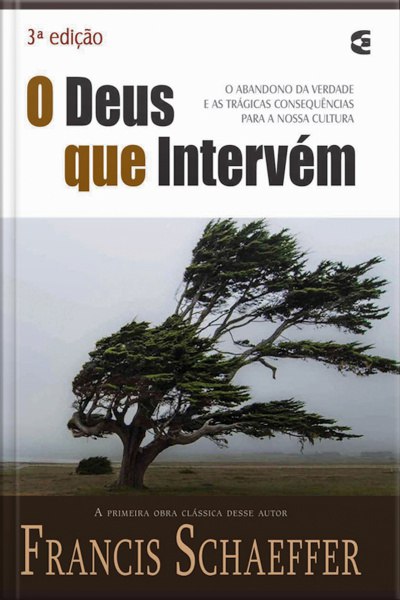 3ª edição
O ABANDONO DA VERDADE
E AS TRÁGICAS CONSEQUÊNCIAS
PARA A NOSSA CULTURA
O Deus
que Intervém
A PRIMEIRA OBRA CLÁSSICA DESSE AUTOR
FRANCIS SCHAEFFER